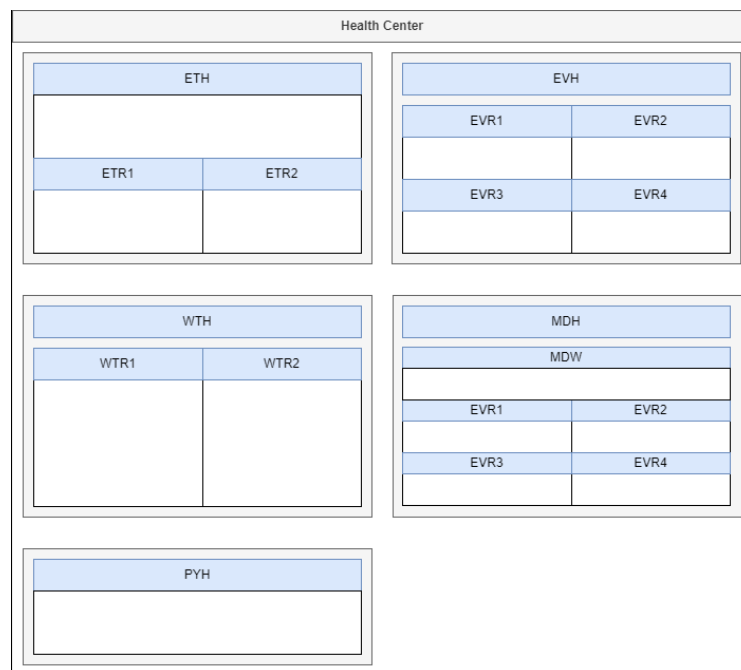 Health Center
ETH
ETR1 ETR2
EVH
EVR1 EVR2
EVR3 EVR4
WTH
WTR1 WTR2
MDH
MDW
EVR1 EVR2
EVR3 EVR4
PYH